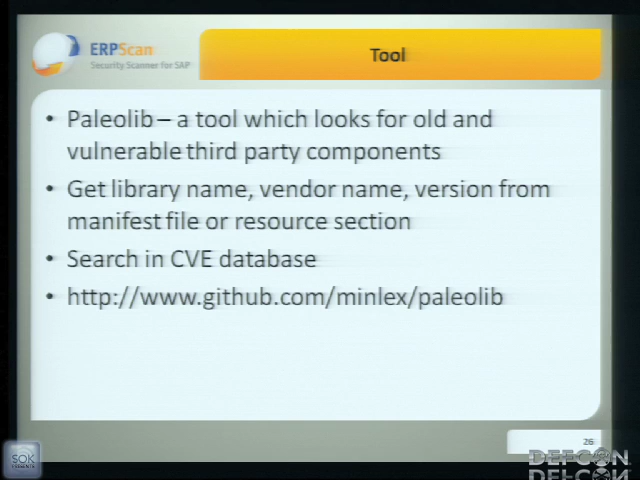 ERPScan
Security Scanner for SAP
Tool
• Paleolib – a tool which looks for old and
vulnerable third party components
• Get library name, vendor name, version from
manifest file or resource section
• Search in CVE database
• http://www.github.com/minlex/paleolib
26
SOK
DEFCON
DEFCON